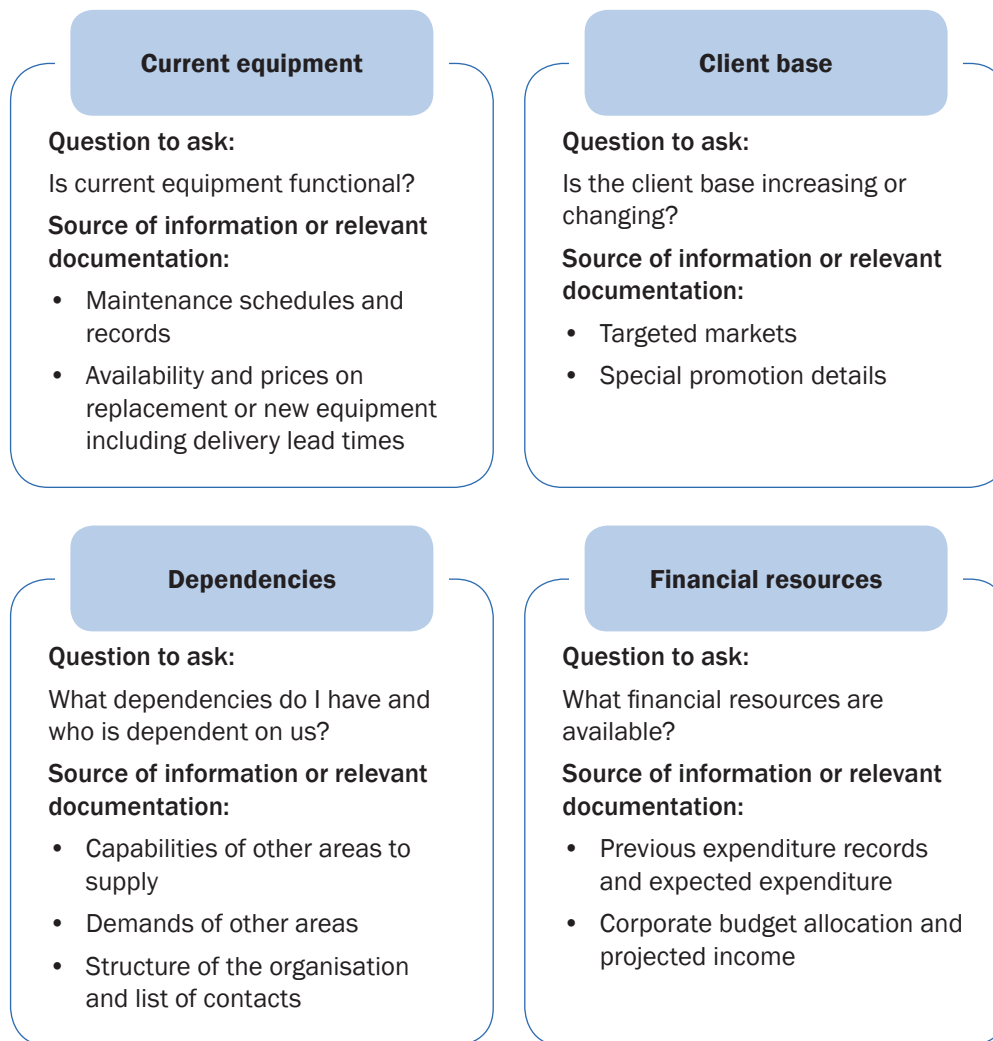 Current equipment
Question to ask:
Is current equipment functional?
Source of information or relevant
documentation:
• Maintenance schedules and
records
• Availability and prices on
replacement or new equipment
including delivery lead times
Client base
Question to ask:
Is the client base increasing or
changing?
Source of information or relevant
documentation:
• Targeted markets
• Special promotion details
Dependencies
Question to ask:
What dependencies do I have and
who is dependent on us?
Source of information or relevant
documentation:
• Capabilities of other areas to
supply
• Demands of other areas
• Structure of the organisation
and list of contacts
Financial resources
Question to ask:
What financial resources are
available?
Source of information or relevant
documentation:
• Previous expenditure records
and expected expenditure
• Corporate budget allocation and
projected income